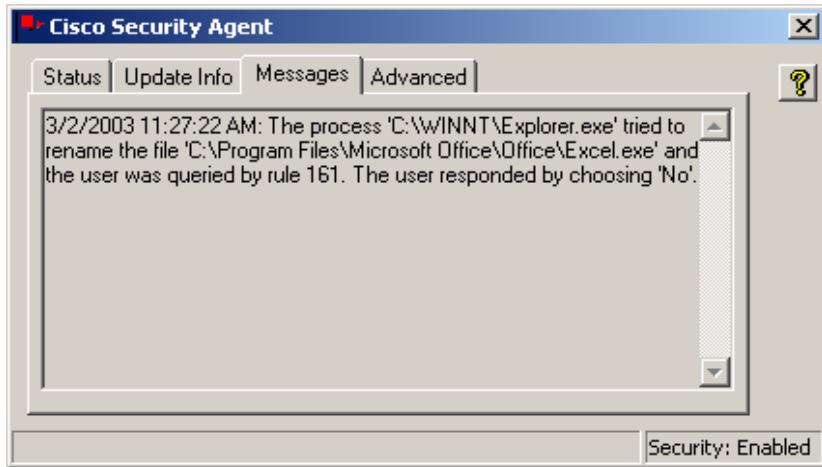 Cisco Security Agent
Status
Update Info
Messages
Advanced
3/2/2003 11:27:22 AM: The process 'C:\WINNT\Explorer.exe' tried to
rename the file 'C:\Program Files\Microsoft Office\Office\Excel.exe' and
the user was queried by rule 161. The user responded by choosing 'No'.
Security: Enabled